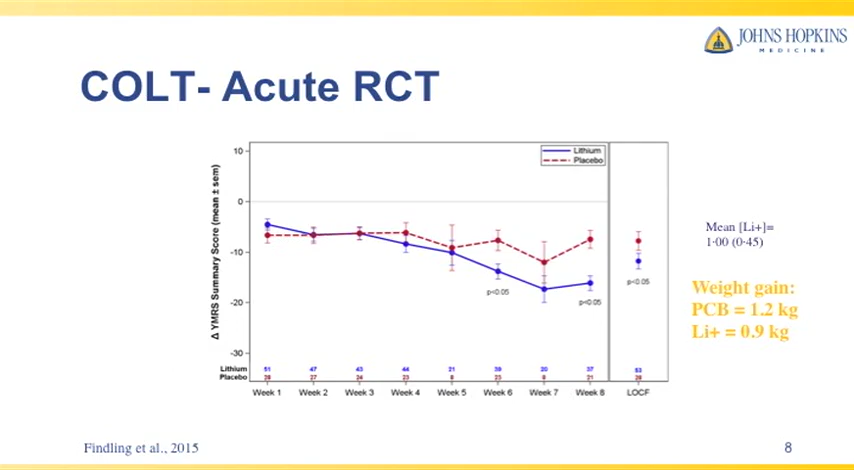 JOHNS HOPKINS
MEDICINE
COLT- Acute RCT
Δ YMRS Summary Score (mean ± sem)
10
0
-10
-20
-30
Lithium
Placebo
p<0.05
p<0.05
p<0.05
Lithium 51 47 43 44 21 39 20 37 53
Placebo 28 27 24 23 8 23 8 21 28
Week 1 Week 2 Week 3 Week 4 Week 5 Week 6 Week 7 Week 8 LOCF
Mean [Li+]=
1·00 (0·45)
Weight gain:
PCB = 1.2 kg
Li+ = 0.9 kg
Findling et al., 2015
8